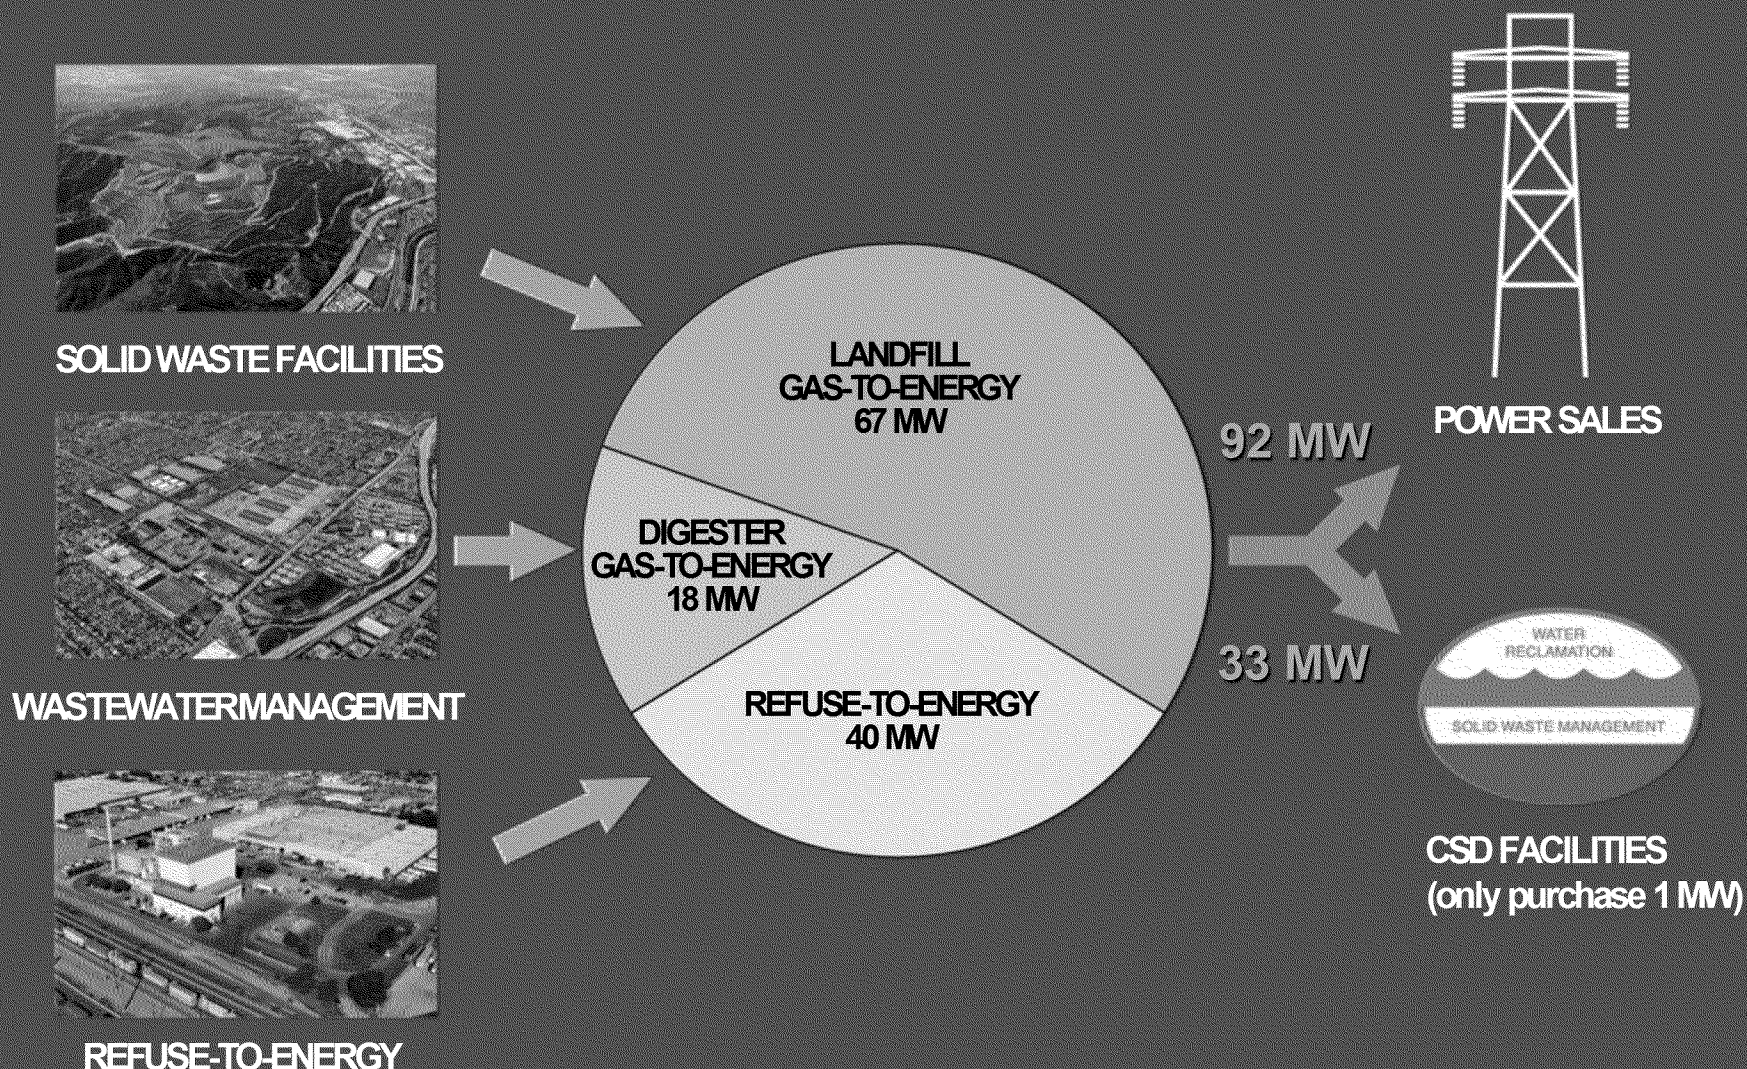 SOLID WASTE FACILITIES
WASTEWATER MANAGEMENT
REFUSE-TO-ENERGY
LANDFILL
GAS-TO-ENERGY
67 MW
DIGESTER
GAS-TO-ENERGY
18 MW
REFUSE-TO-ENERGY
40 MW
92 MW
33 MW
POWER SALES
WATER
RECLAMATION
SOLID WASTE MANAGEMENT
CSD FACILITIES
(only purchase 1 MW)